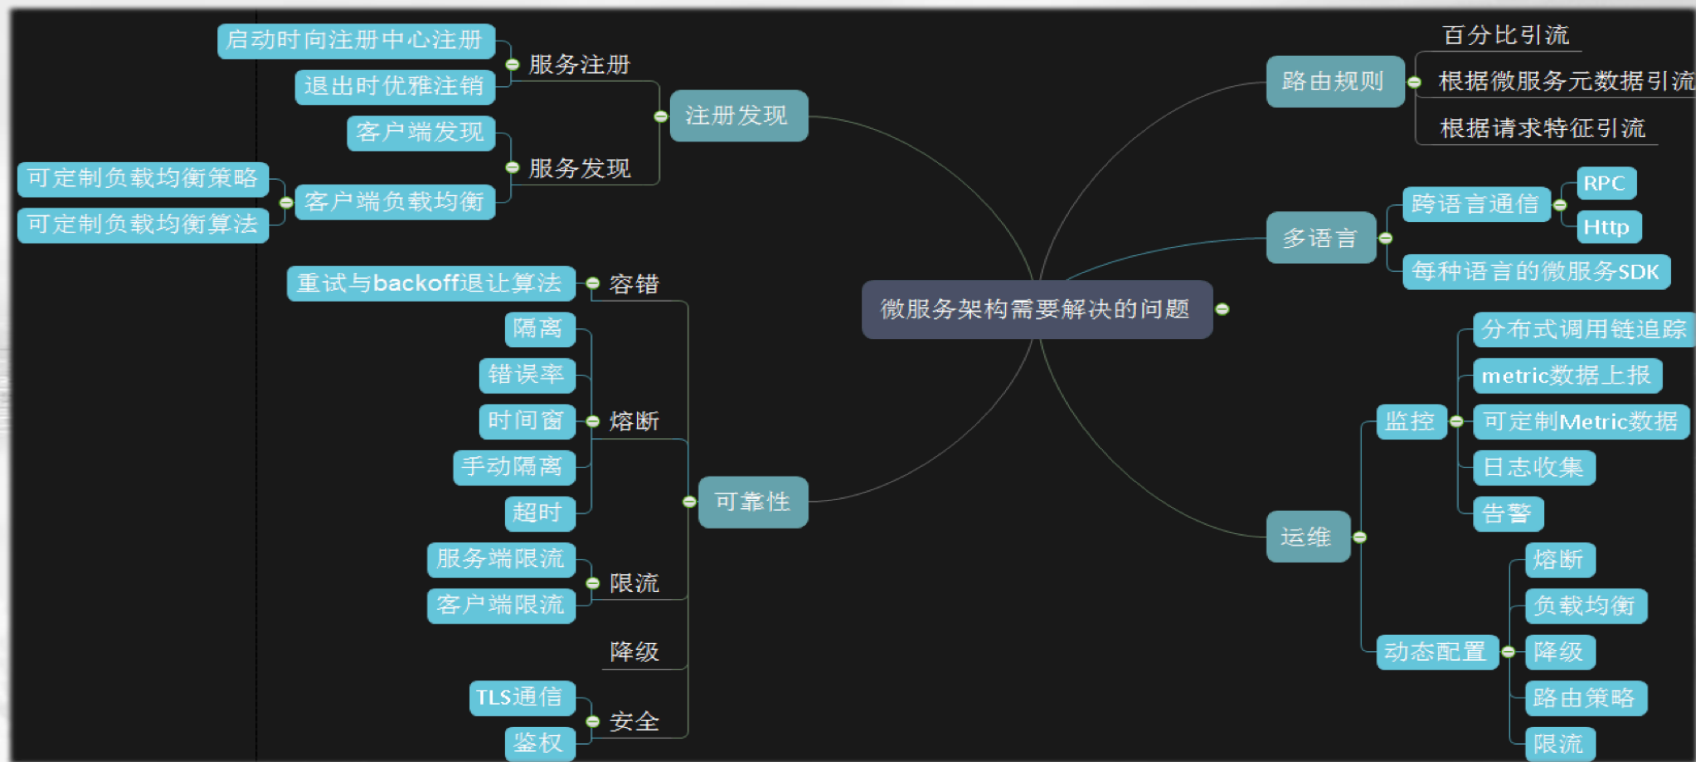 微服务架构需要解决的问题
注册发现
服务注册
启动时向注册中心注册
退出时优雅注销
服务发现
客户端发现
客户端负载均衡
可定制负载均衡策略
可定制负载均衡算法
可靠性
容错
重试与backoff退让算法
熔断
隔离
错误率
时间窗
手动隔离
超时
限流
服务端限流
客户端限流
降级
安全
TLS通信
鉴权
路由规则
百分比引流
根据微服务元数据引流
根据请求特征引流
多语言
跨语言通信
RPC
Http
每种语言的微服务SDK
运维
监控
分布式调用链追踪
metric数据上报
可定制Metric数据
日志收集
告警
动态配置
熔断
负载均衡
降级
路由策略
限流